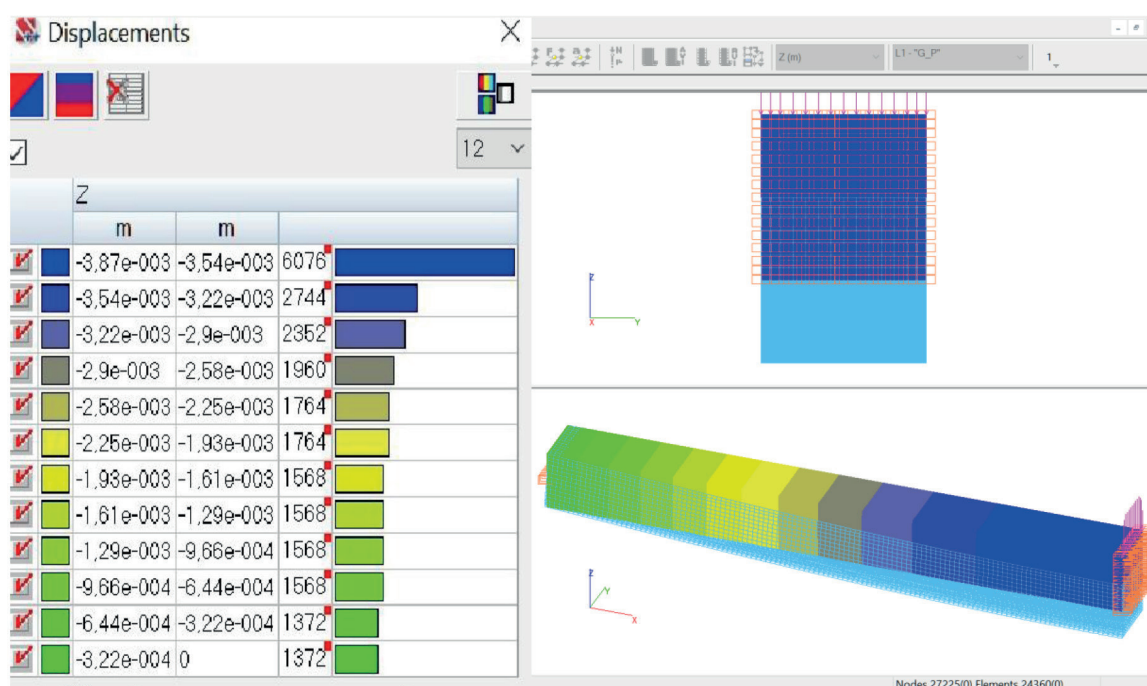 Displacements
Z (m) L1 - "G_P" 1
12
Z
m m
-3,87e-003 -3,54e-003 6076
-3,54e-003 -3,22e-003 2744
-3,22e-003 -2,9e-003 2352
-2,9e-003 -2,58e-003 1960
-2,58e-003 -2,25e-003 1764
-2,25e-003 -1,93e-003 1764
-1,93e-003 -1,61e-003 1568
-1,61e-003 -1,29e-003 1568
-1,29e-003 -9,66e-004 1568
-9,66e-004 -6,44e-004 1568
-6,44e-004 -3,22e-004 1372
-3,22e-004 0 1372
Z
X Y
Z
Y
X
Nodes 27225(0) Elements 24360(0)